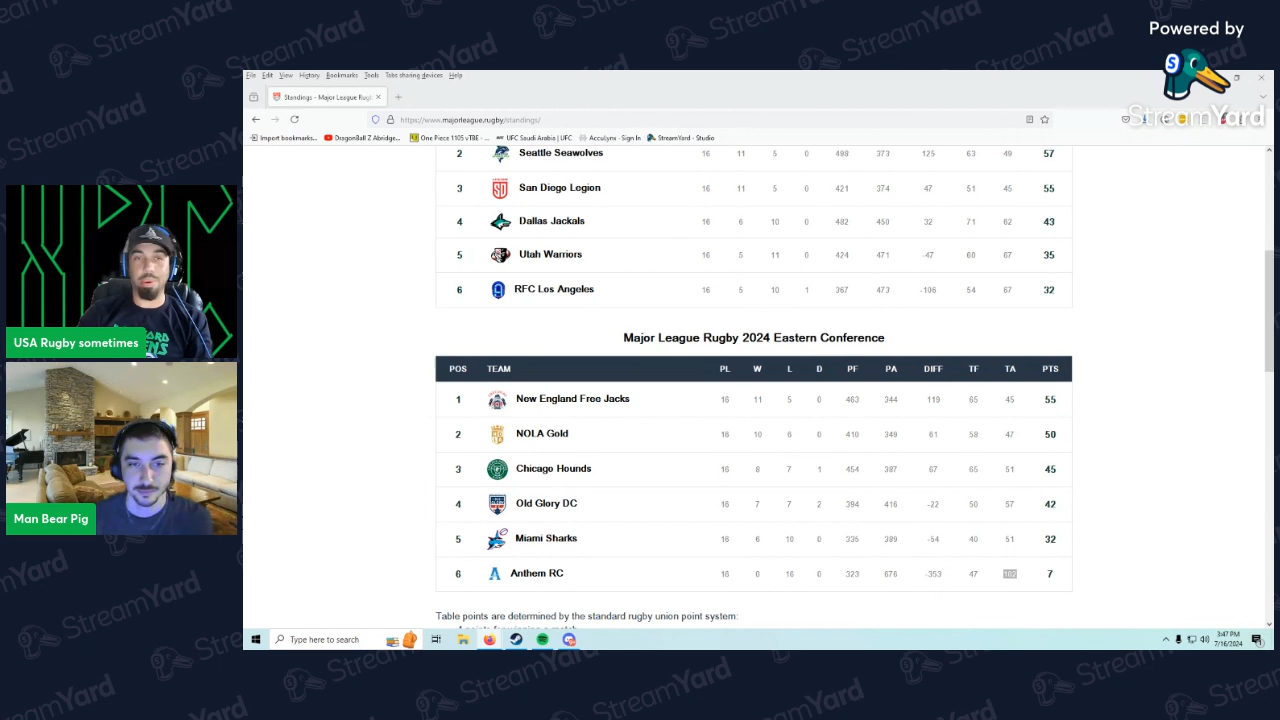 Powered by
StreamYard
File Edit View History Bookmarks Tools Tabs sharing devices Help
Standings - Major League Rugl
https://www.majorleague.rugby/standings/
Import bookmarks... DragonBall Z Abridge... One Piece 1105 vTBE - ... UFC Saudi Arabia | UFC AccuLynx - Sign In StreamYard - Studio
2 Seattle Seawolves 16 11 5 0 498 373 125 63 49 57
3 San Diego Legion 16 11 5 0 421 374 47 51 45 55
4 Dallas Jackals 16 6 10 0 482 450 32 71 62 43
5 Utah Warriors 16 5 11 0 424 471 -47 60 67 35
6 RFC Los Angeles 16 5 10 1 367 473 -106 54 67 32
Major League Rugby 2024 Eastern Conference
POS TEAM PL W L D PF PA DIFF TF TA PTS
1 New England Free Jacks 16 11 5 0 463 344 119 65 45 55
2 NOLA Gold 16 10 6 0 410 349 61 58 47 50
3 Chicago Hounds 16 8 7 1 454 387 67 65 51 45
4 Old Glory DC 16 7 7 2 394 416 -22 50 57 42
5 Miami Sharks 16 6 10 0 335 389 -54 40 51 32
6 Anthem RC 16 0 16 0 323 676 -353 47 102 7
Table points are determined by the standard rugby union point system:
USA Rugby sometimes
Man Bear Pig
Type here to search
3:47 PM
7/16/2024